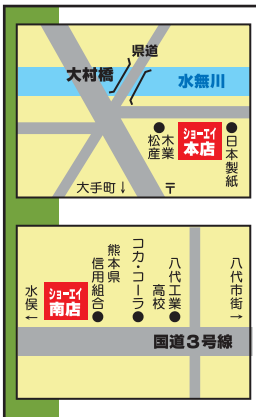 県道
大村橋
水無川
松木産業
ショーエイ
本店
日本製紙
大手町↓
〒
八代市街→
八代工業
高校
コカ・コーラ
熊本県
信用組合
ショーエイ
南店
水俣←
国道3号線